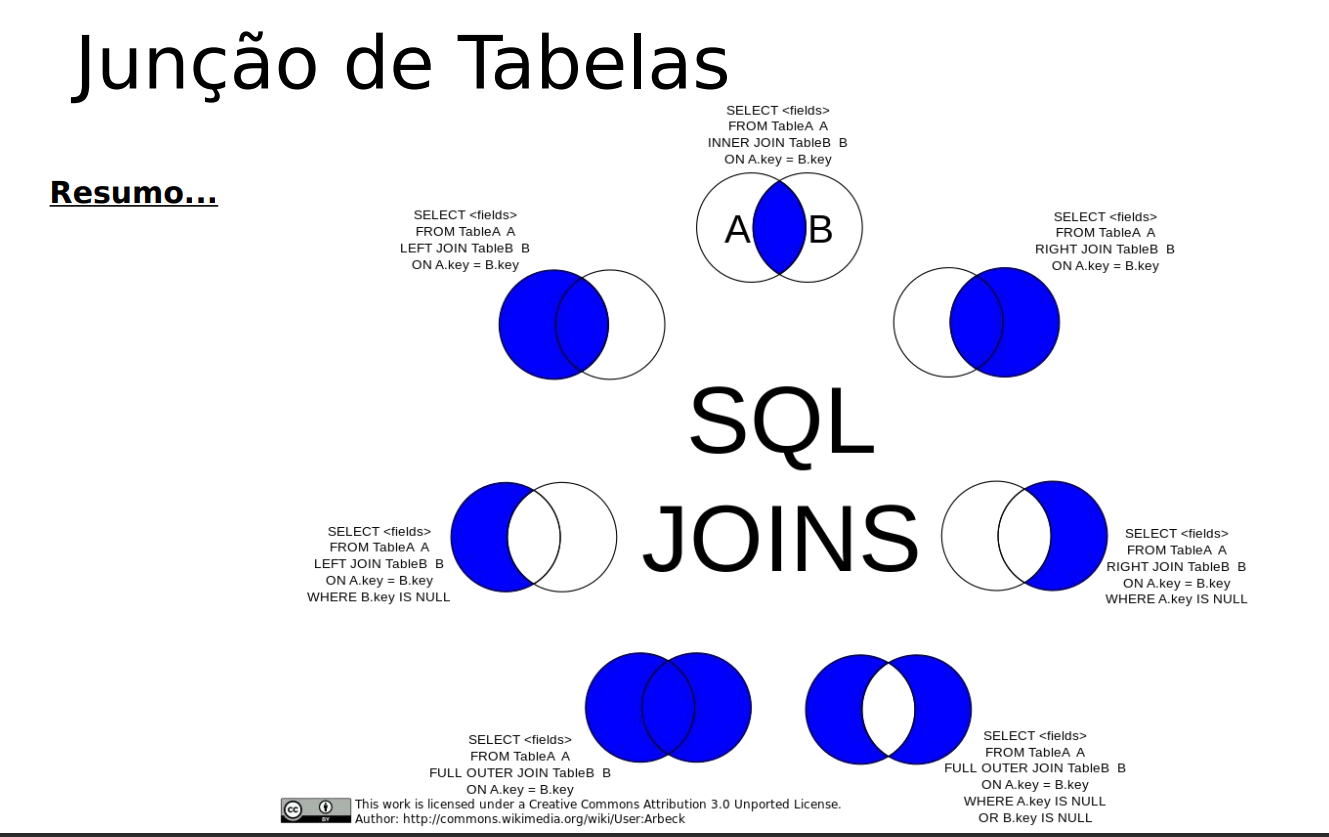 Junção de Tabelas
Resumo...
SELECT <fields>
FROM TableA A
INNER JOIN TableB B
ON A.key = B.key
A B
SELECT <fields>
FROM TableA A
LEFT JOIN TableB B
ON A.key = B.key
SELECT <fields>
FROM TableA A
RIGHT JOIN TableB B
ON A.key = B.key
SQL
JOINS
SELECT <fields>
FROM TableA A
LEFT JOIN TableB B
ON A.key = B.key
WHERE B.key IS NULL
SELECT <fields>
FROM TableA A
RIGHT JOIN TableB B
ON A.key = B.key
WHERE A.key IS NULL
SELECT <fields>
FROM TableA A
FULL OUTER JOIN TableB B
ON A.key = B.key
SELECT <fields>
FROM TableA A
FULL OUTER JOIN TableB B
ON A.key = B.key
WHERE A.key IS NULL
OR B.key IS NULL
cc BY
This work is licensed under a Creative Commons Attribution 3.0 Unported License.
Author: http://commons.wikimedia.org/wiki/User:Arbeck